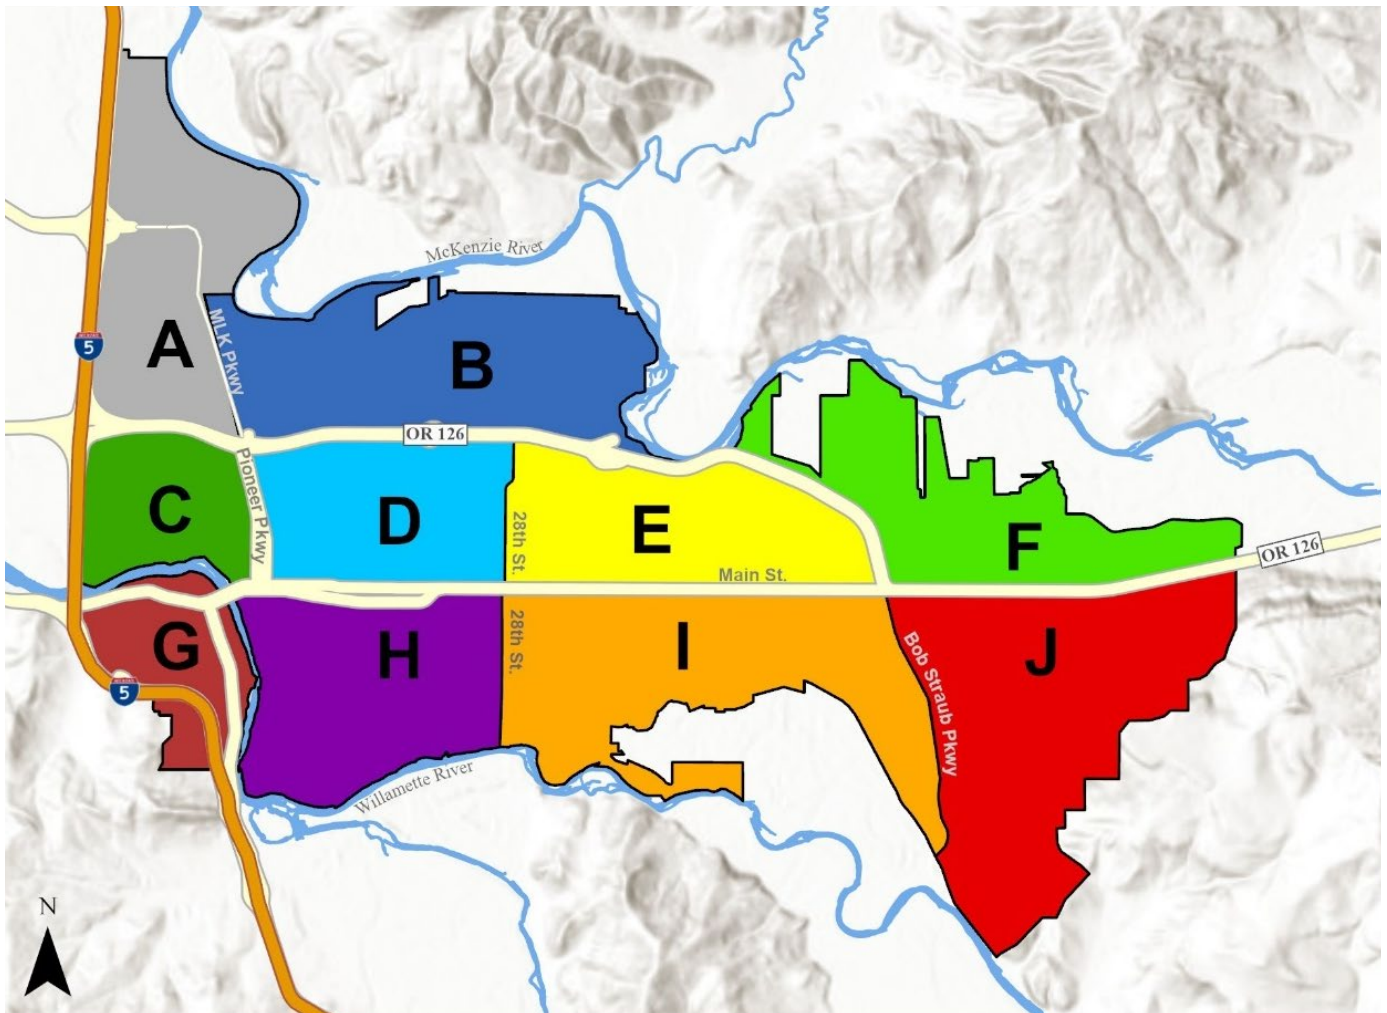 McKenzie River
MLK Pkwy
5
A
B
OR 126
Pioneer Pkwy
C
D
28th St.
E
F
OR 126
Main St.
G
H
28th St.
I
Bob Straub Pkwy
J
5
Willamette River
N